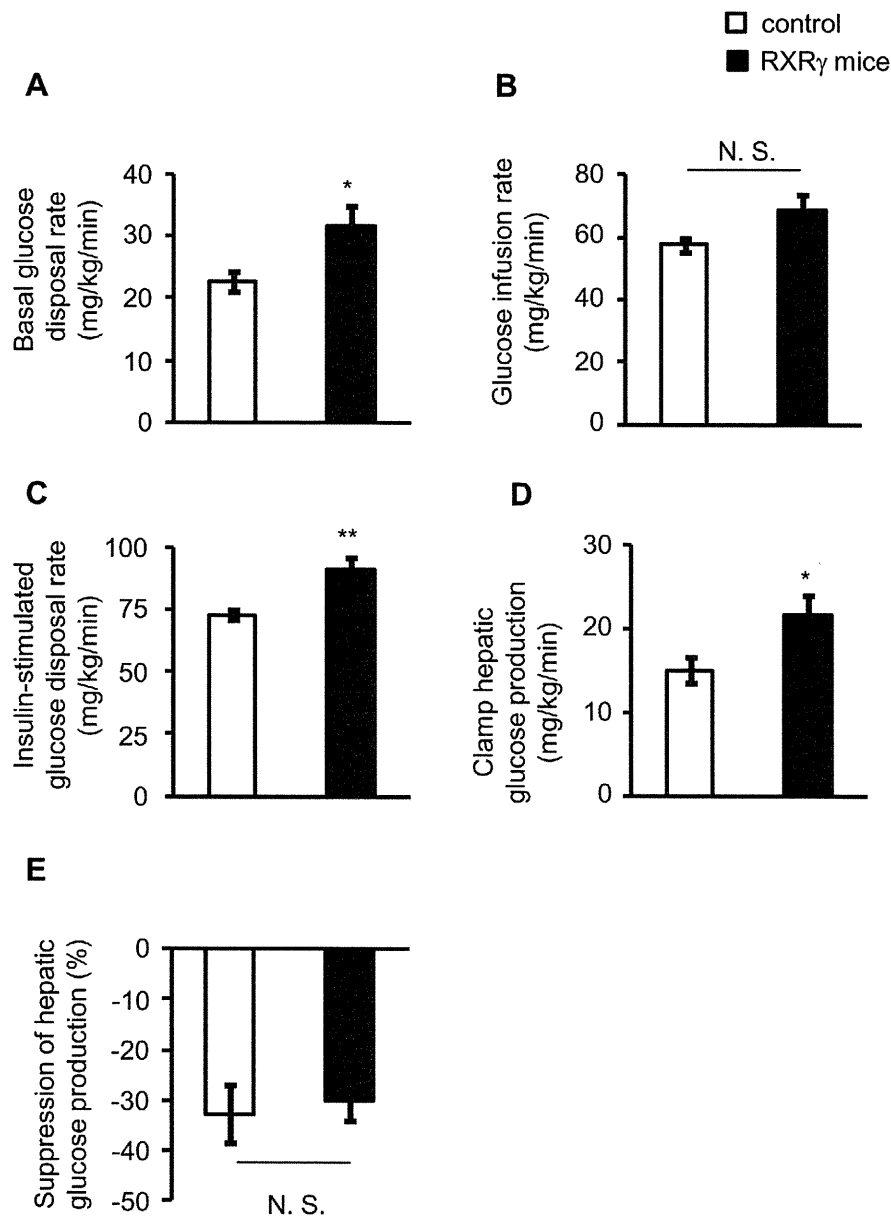 control
RXRγ mice
A
Basal glucose
disposal rate
(mg/kg/min)
40
30
20
10
0
*
B
Glucose infusion rate
(mg/kg/min)
80
60
40
20
0
N. S.
C
Insulin-stimulated
glucose disposal rate
(mg/kg/min)
100
75
50
25
0
**
D
Clamp hepatic
glucose production
(mg/kg/min)
30
20
10
0
*
E
Suppression of hepatic
glucose production (%)
0
-10
-20
-30
-40
-50
N. S.